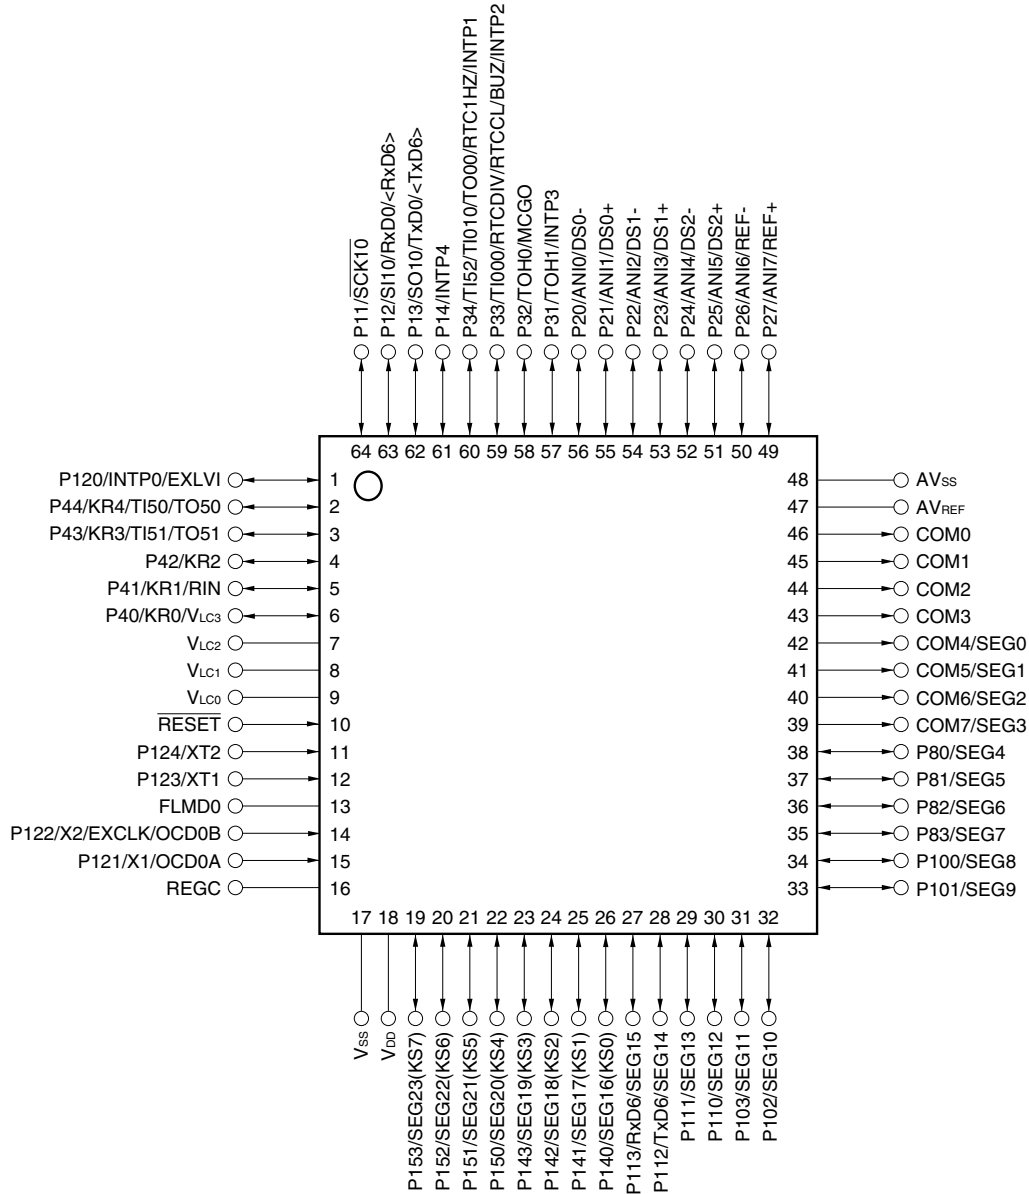 P11/SCK10
P12/SI10/RxD0/<RxD6>
P13/SO10/TxD0/<TxD6>
P14/INTP4
P34/TI52/TI010/TO00/RTC1HZ/INTP1
P33/TI000/RTCDIV/RTCCL/BUZ/INTP2
P32/TOH0/MCGO
P31/TOH1/INTP3
P20/ANI0/DS0-
P21/ANI1/DS0+
P22/ANI2/DS1-
P23/ANI3/DS1+
P24/ANI4/DS2-
P25/ANI5/DS2+
P26/ANI6/REF-
P27/ANI7/REF+
64 63 62 61 60 59 58 57 56 55 54 53 52 51 50 49
P120/INTP0/EXLVI 1
P44/KR4/TI50/TO50 2
P43/KR3/TI51/TO51 3
P42/KR2 4
P41/KR1/RIN 5
P40/KR0/VLC3 6
VLC2 7
VLC1 8
VLC0 9
RESET 10
P124/XT2 11
P123/XT1 12
FLMD0 13
P122/X2/EXCLK/OCD0B 14
P121/X1/OCD0A 15
REGC 16
48 AVSS
47 AVREF
46 COM0
45 COM1
44 COM2
43 COM3
42 COM4/SEG0
41 COM5/SEG1
40 COM6/SEG2
39 COM7/SEG3
38 P80/SEG4
37 P81/SEG5
36 P82/SEG6
35 P83/SEG7
34 P100/SEG8
33 P101/SEG9
17 18 19 20 21 22 23 24 25 26 27 28 29 30 31 32
VSS
VDD
P153/SEG23(KS7)
P152/SEG22(KS6)
P151/SEG21(KS5)
P150/SEG20(KS4)
P143/SEG19(KS3)
P142/SEG18(KS2)
P141/SEG17(KS1)
P140/SEG16(KS0)
P113/RxD6/SEG15
P112/TxD6/SEG14
P111/SEG13
P110/SEG12
P103/SEG11
P102/SEG10